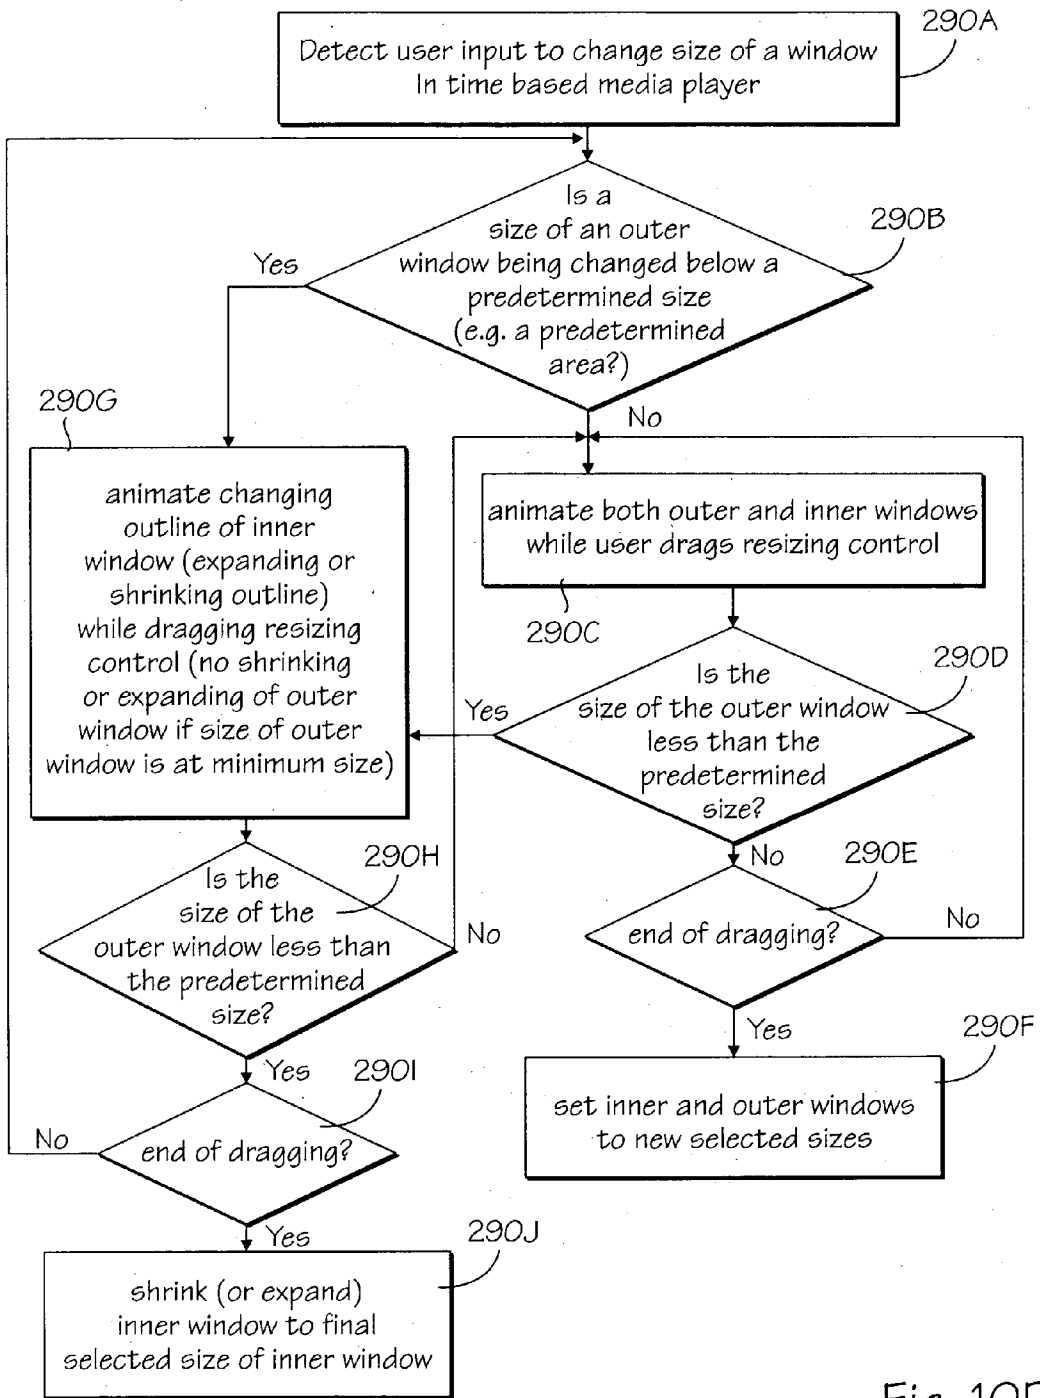 290A
Detect user input to change size of a window
In time based media player
Is a
size of an outer
window being changed below a
predetermined size
(e.g. a predetermined
area?)
290B
Yes
No
290G
animate changing
outline of inner
window (expanding or
shrinking outline)
while dragging resizing
control (no shrinking
or expanding of outer
window if size of outer
window is at minimum size)
animate both outer and inner windows
while user drags resizing control
290C
290D
Is the
size of the outer window
less than the
predetermined
size?
Yes
No
290E
end of dragging?
No
Yes
290F
set inner and outer windows
to new selected sizes
290H
Is the
size of the
outer window less than
the predetermined
size?
No
Yes
290I
end of dragging?
No
Yes
290J
shrink (or expand)
inner window to final
selected size of inner window
Fig. 10